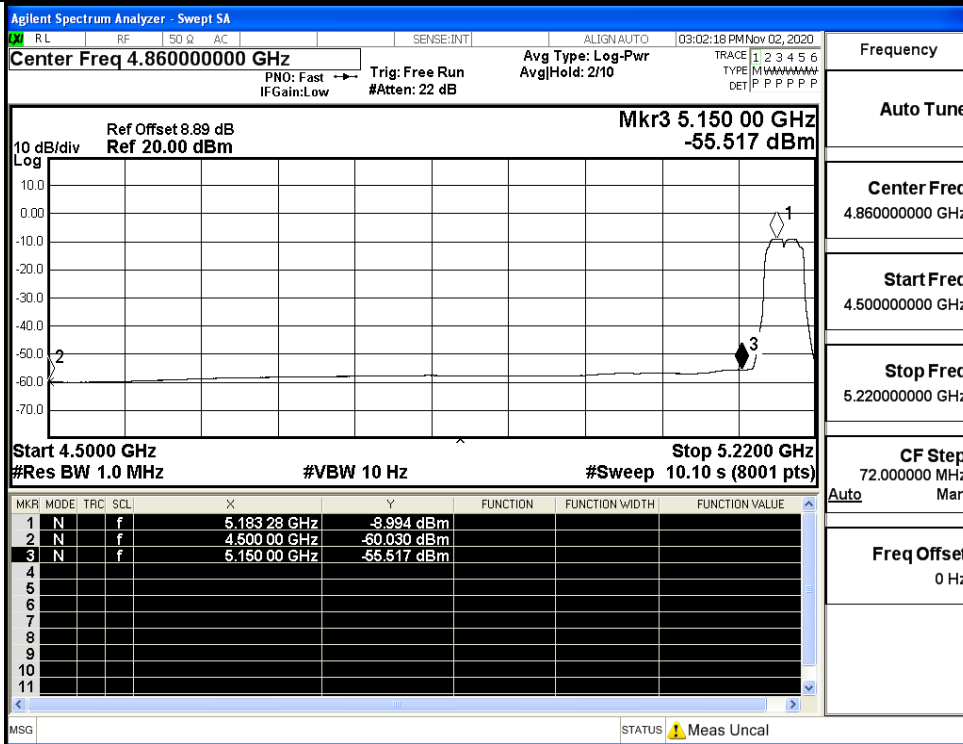 Agilent Spectrum Analyzer - Swept SA
LXI RL RF 50 Ω AC SENSE:INT ALIGN AUTO 03:02:18 PM Nov 02, 2020
Center Freq 4.860000000 GHz
PNO: Fast
IFGain:Low
Trig: Free Run
#Atten: 22 dB
Avg Type: Log-Pwr
Avg|Hold: 2/10
TRACE 1 2 3 4 5 6
TYPE M WWWWW
DET P P P P P P
Mkr3 5.150 00 GHz
-55.517 dBm
Ref Offset 8.89 dB
10 dB/div Ref 20.00 dBm
Log
10.0
0.00
-10.0
-20.0
-30.0
-40.0
-50.0
-60.0
-70.0
1
2
3
Start 4.5000 GHz Stop 5.2200 GHz
#Res BW 1.0 MHz #VBW 10 Hz #Sweep 10.10 s (8001 pts)
MKR MODE TRC SCL X Y FUNCTION FUNCTION WIDTH FUNCTION VALUE
1 N f 5.183 28 GHz -8.994 dBm
2 N f 4.500 00 GHz -60.030 dBm
3 N f 5.150 00 GHz -55.517 dBm
4
5
6
7
8
9
10
11
MSG STATUS Meas Uncal
Frequency
Auto Tune
Center Freq
4.860000000 GHz
Start Freq
4.500000000 GHz
Stop Freq
5.220000000 GHz
CF Step
72.000000 MHz
Auto Man
Freq Offset
0 Hz